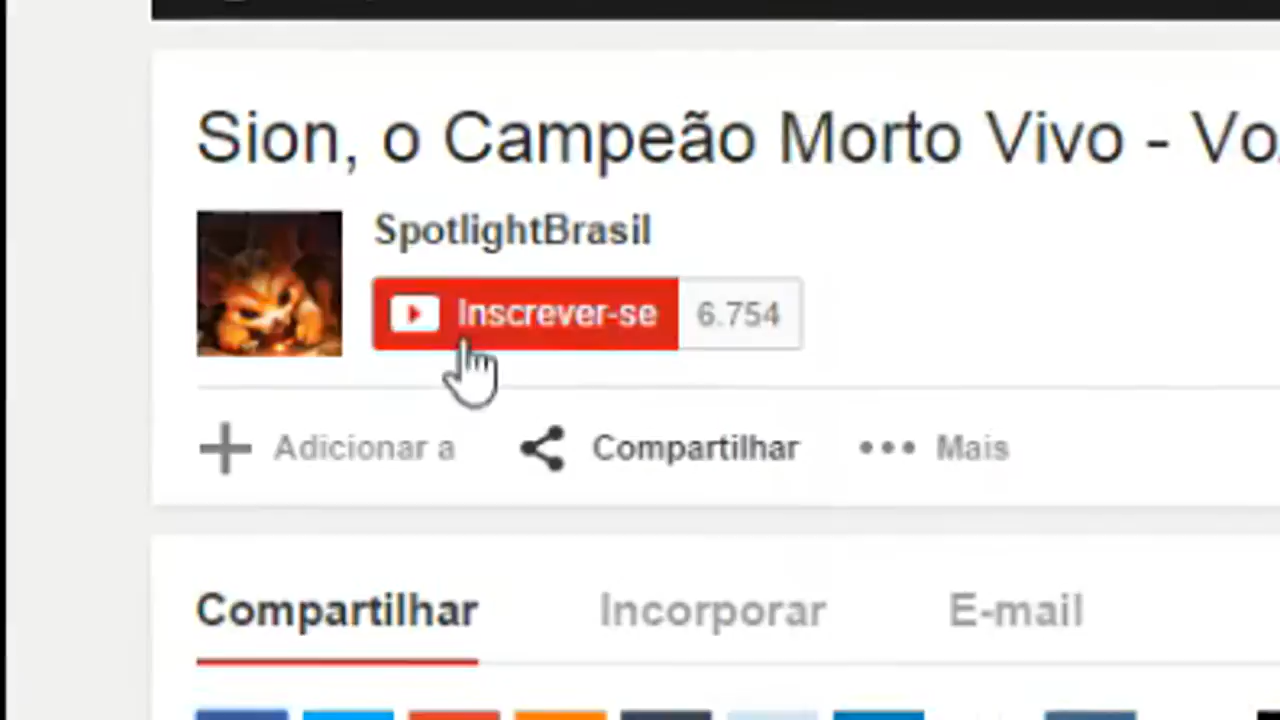 Sion, o Campeão Morto Vivo - Vo
SpotlightBrasil
Inscrever-se 6.754
Adicionar a Compartilhar Mais
Compartilhar Incorporar E-mail